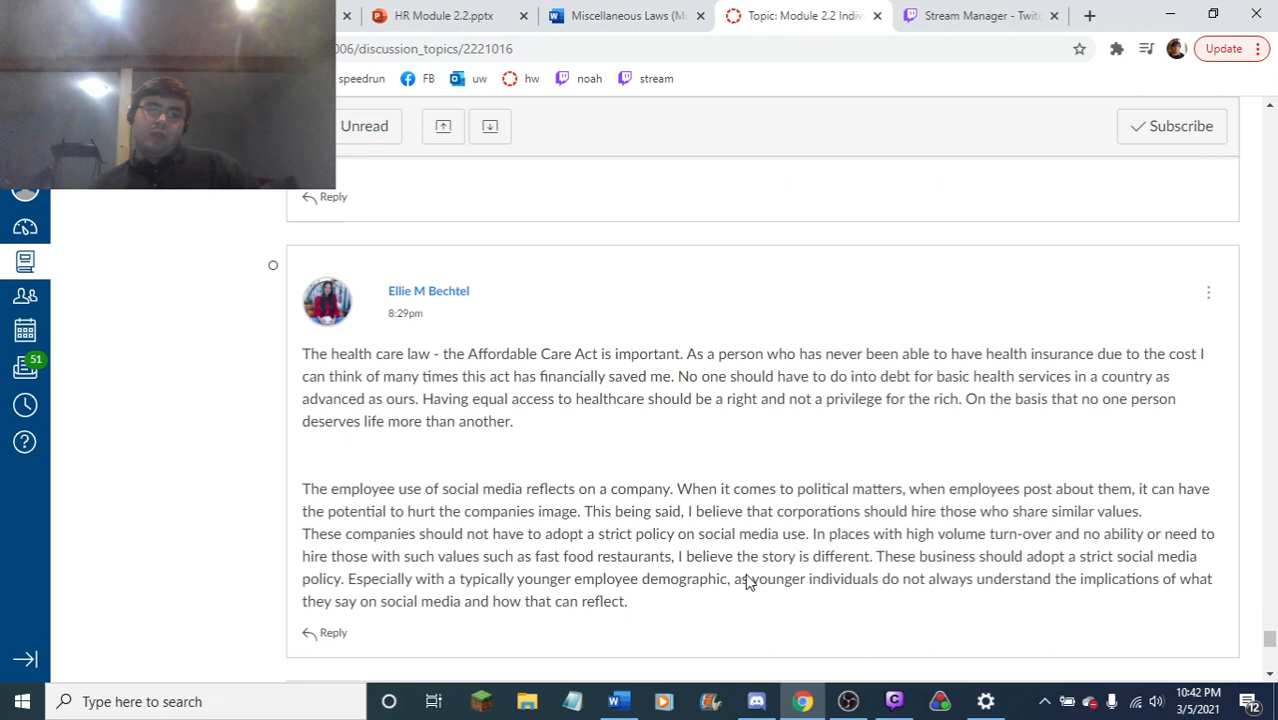 HR Module 2.2.pptx
Miscellaneous Laws (Mo
Topic: Module 2.2 Indiv
Stream Manager - Twitc
006/discussion_topics/2221016
Update
speedrun
FB
uw
hw
noah
stream
Unread
Subscribe
Reply
Ellie M Bechtel
8:29pm
The health care law - the Affordable Care Act is important. As a person who has never been able to have health insurance due to the cost I
can think of many times this act has financially saved me. No one should have to do into debt for basic health services in a country as
advanced as ours. Having equal access to healthcare should be a right and not a privilege for the rich. On the basis that no one person
deserves life more than another.
The employee use of social media reflects on a company. When it comes to political matters, when employees post about them, it can have
the potential to hurt the companies image. This being said, I believe that corporations should hire those who share similar values.
These companies should not have to adopt a strict policy on social media use. In places with high volume turn-over and no ability or need to
hire those with such values such as fast food restaurants, I believe the story is different. These business should adopt a strict social media
policy. Especially with a typically younger employee demographic, as younger individuals do not always understand the implications of what
they say on social media and how that can reflect.
Reply
51
Type here to search
10:42 PM
3/5/2021
12